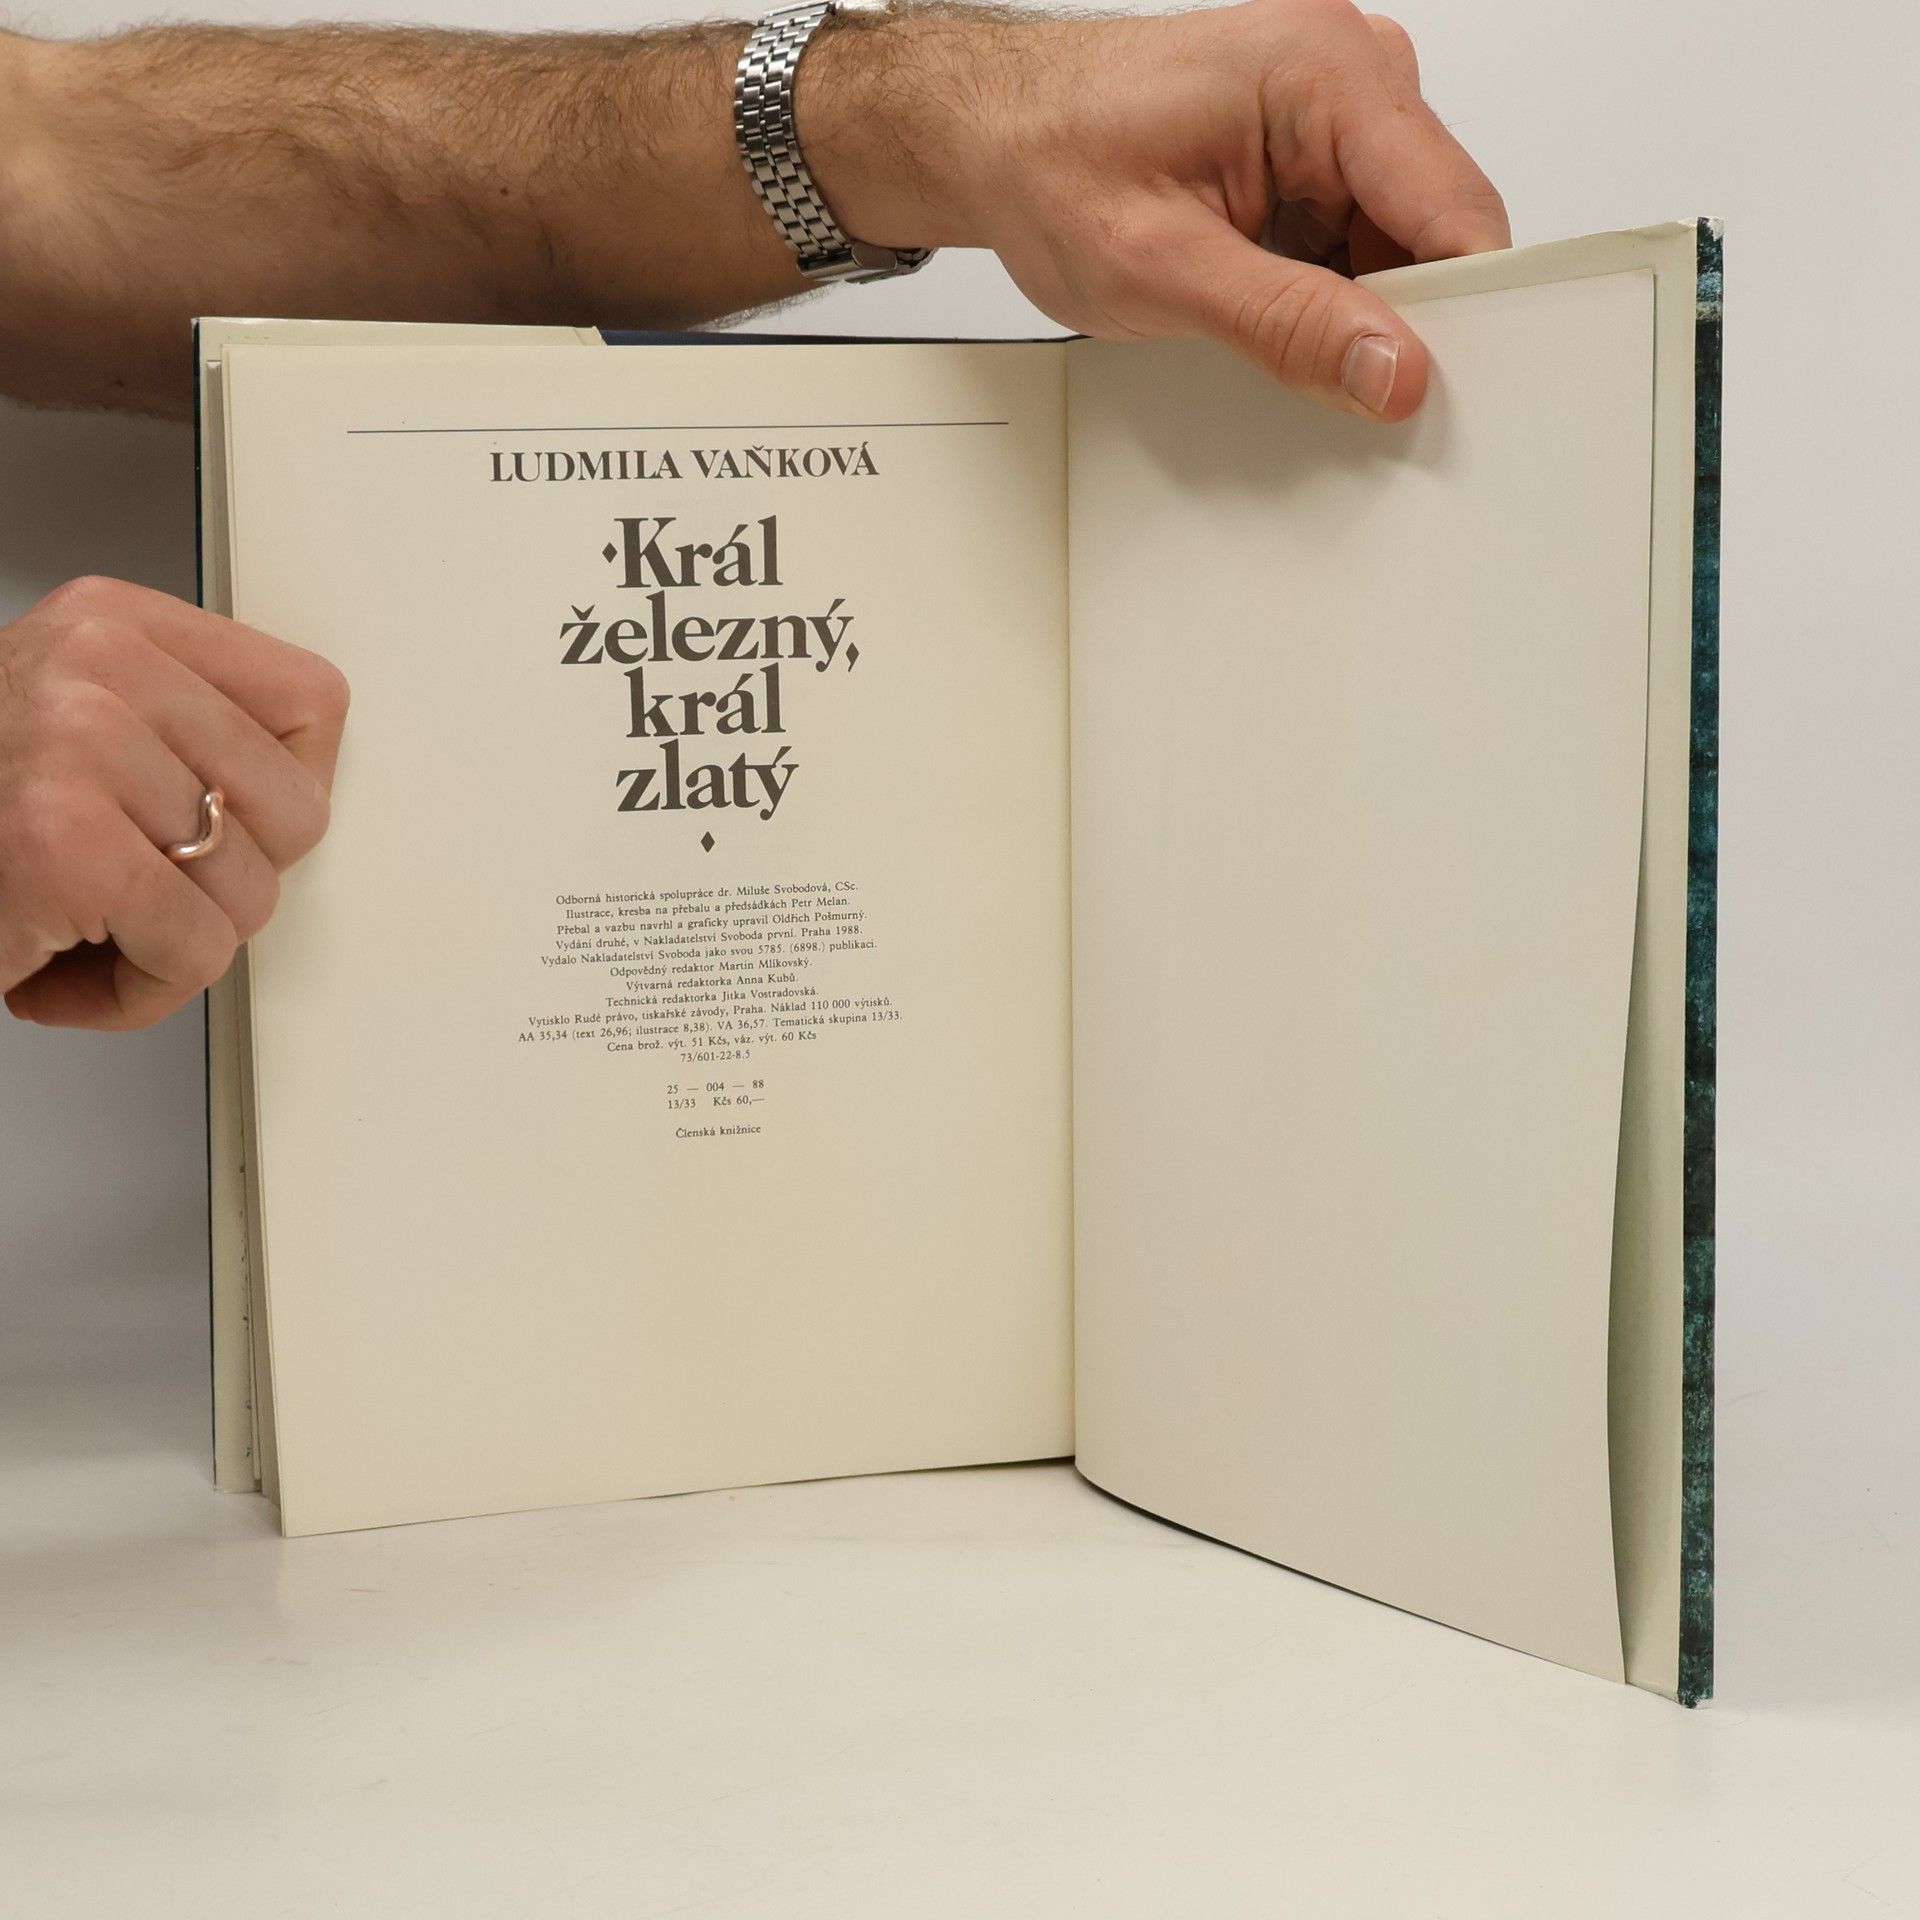 LUDMILA VAŇKOVÁ
Král
železný,
král
zlatý
Odborná historická spolupráce dr. Miluše Svobodová, CSc.
Ilustrace, kresba na přebalu a předsádkách Petr Melan.
Přebal a vazbu navrhl a graficky upravil Oldřich Pošmurný.
Vydání druhé, v Nakladatelství Svoboda první. Praha 1988.
Vydalo Nakladatelství Svoboda jako svou 5785. (6898.) publikaci.
Odpovědný redaktor Martin Mlíkovský.
Výtvarná redaktorka Anna Kubů.
Technická redaktorka Jitka Vostradovská.
Vytisklo Rudé právo, tiskařské závody, Praha. Náklad 110 000 výtisků.
AA 35,34 (text 26,96; ilustrace 8,38). VA 36,57. Tematická skupina 13/33.
Cena brož. výt. 51 Kčs, váz. výt. 60 Kčs
73/601-22-8.5
25 — 004 — 88
13/33 Kčs 60,—
Členská knižnice